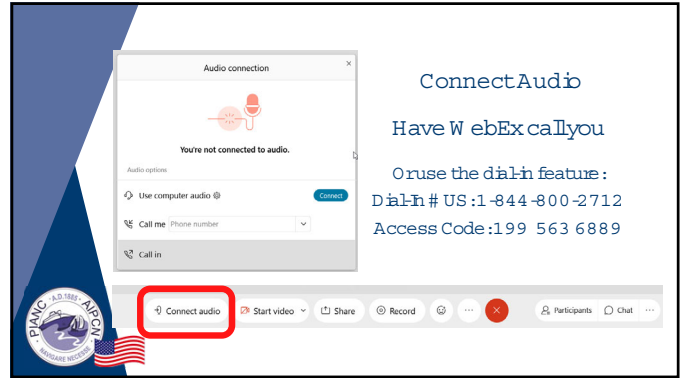 Audio connection
You're not connected to audio.
Audio options
Use computer audio
Connect
Call me Phone number
Call in
Connect Audio
Have WebEx call you
Or use the dial-in feature:
Dial-In # US: 1-844-800-2712
Access Code: 199 563 6889
Connect audio
Start video
Share
Record
Participants
Chat
PIANC · A.D. 1885 · AIPCN
NAVIGARE NECESSE